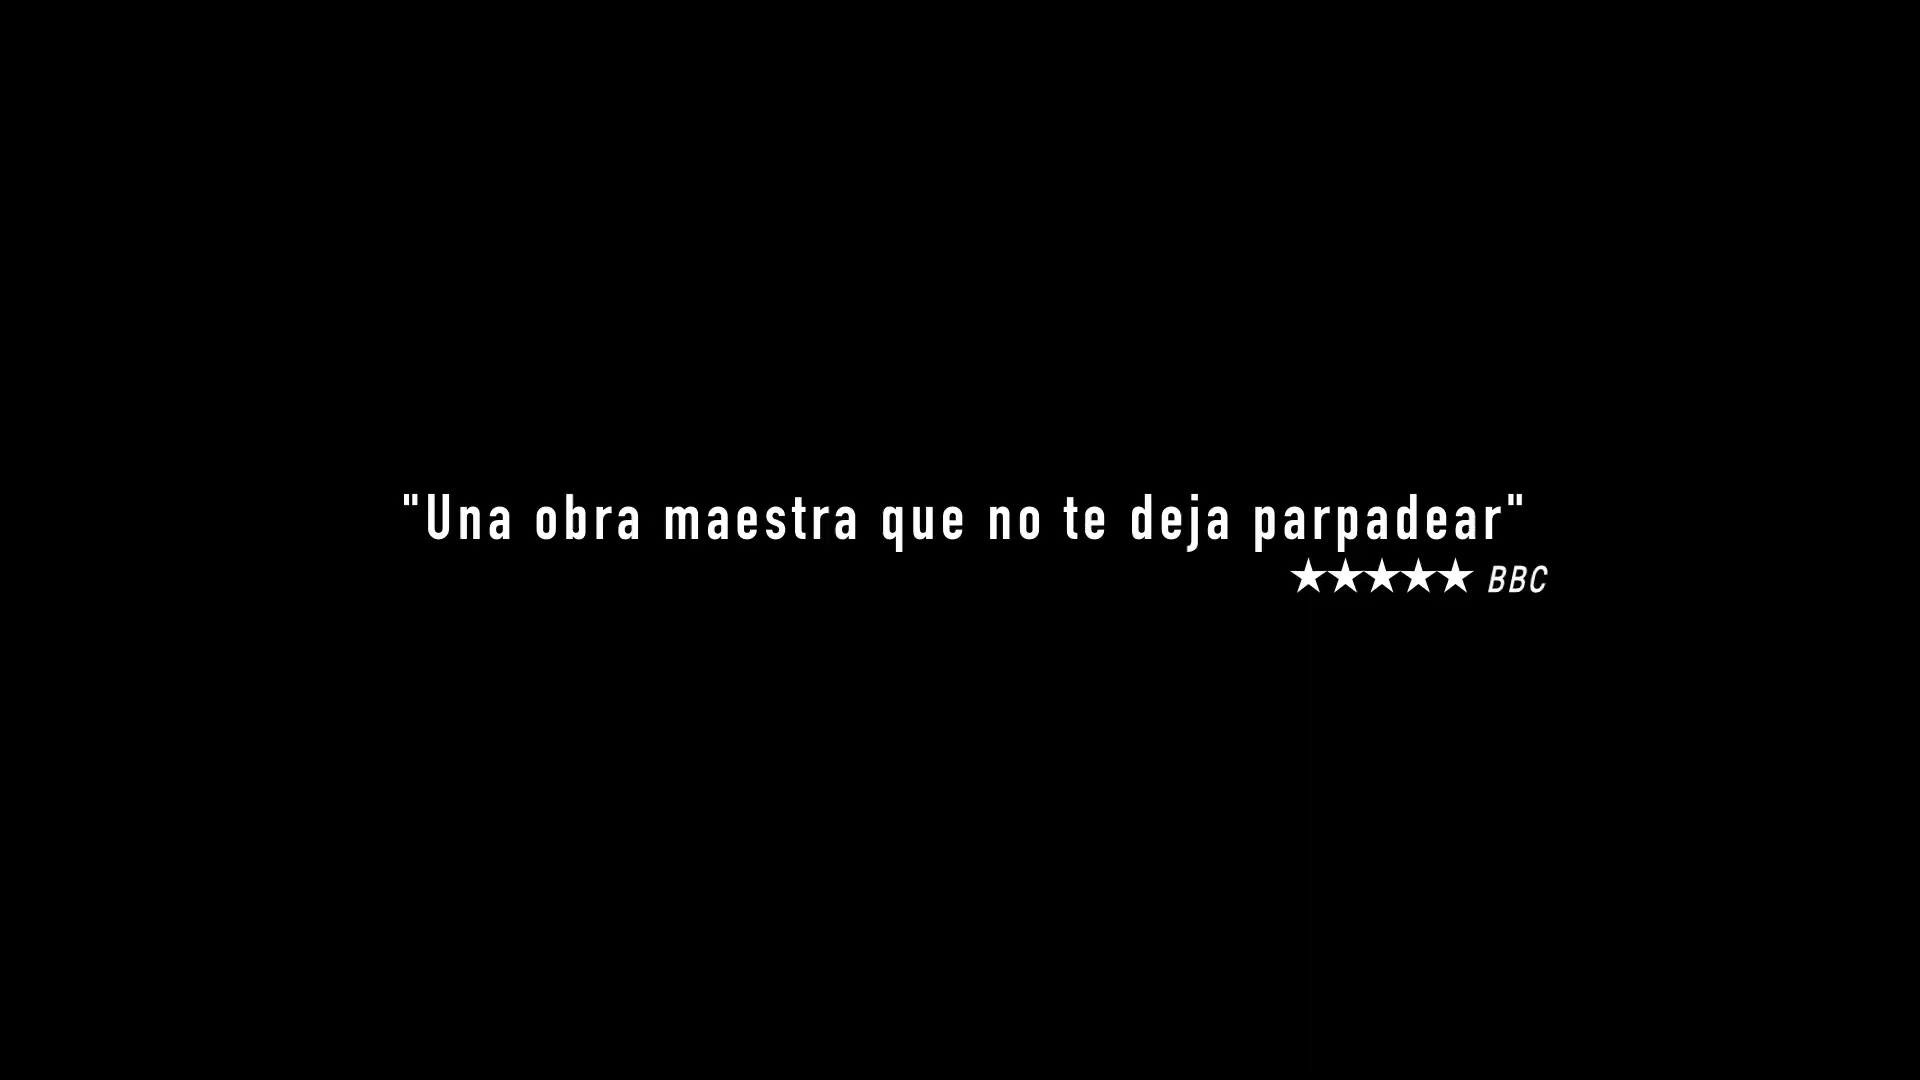 "Una obra maestra que no te deja parpadear"
★★★★★ BBC